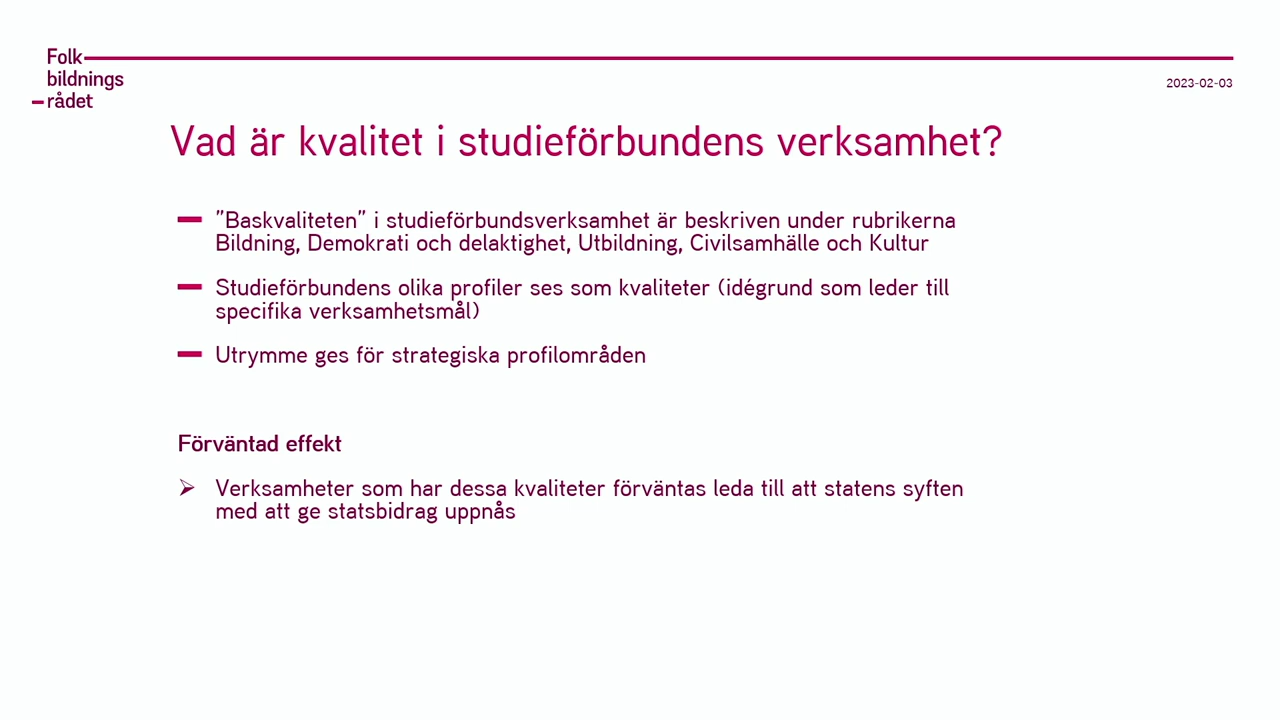 Folk
bildnings
rådet
2023-02-03
Vad är kvalitet i studieförbundens verksamhet?
”Baskvaliteten” i studieförbundsverksamhet är beskriven under rubrikerna
Bildning, Demokrati och delaktighet, Utbildning, Civilsamhälle och Kultur
Studieförbundens olika profiler ses som kvaliteter (idégrund som leder till
specifika verksamhetsmål)
Utrymme ges för strategiska profilområden
Förväntad effekt
Verksamheter som har dessa kvaliteter förväntas leda till att statens syften
med att ge statsbidrag uppnås